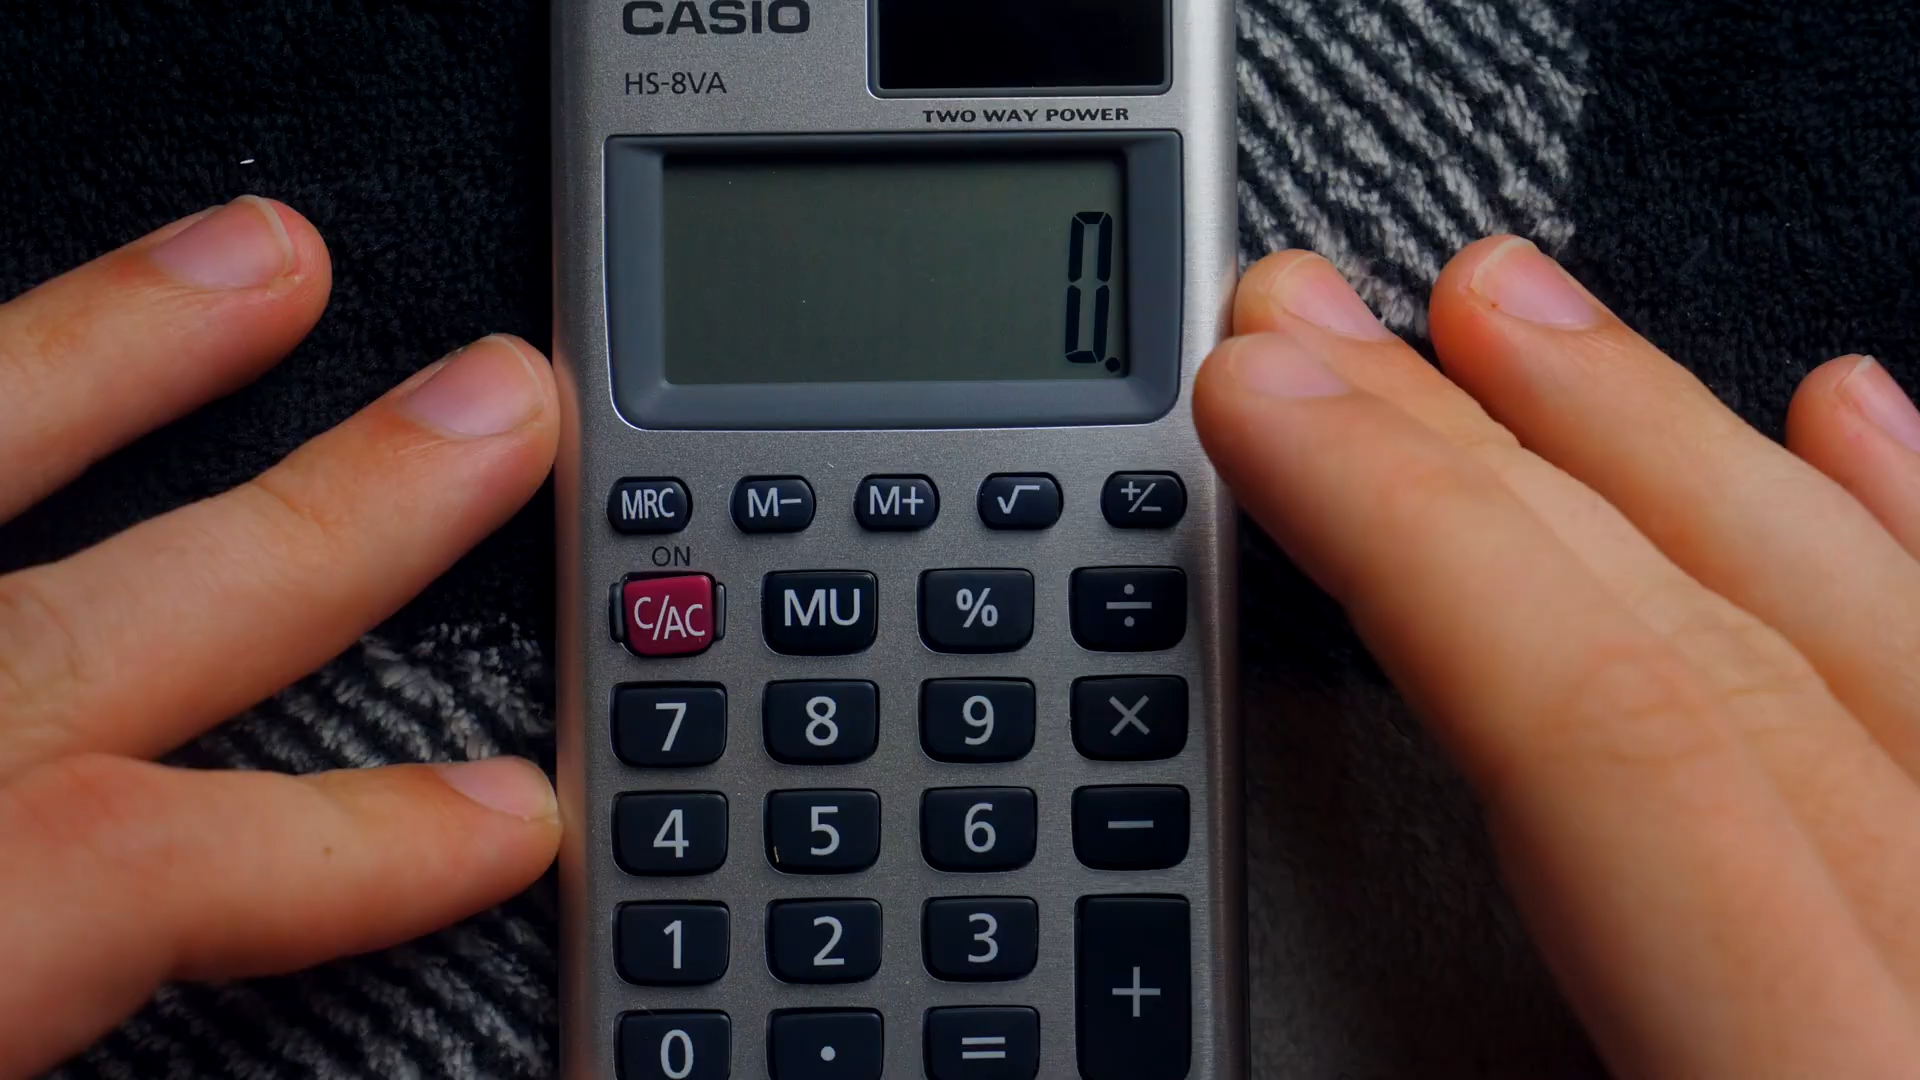 CASIO
HS-8VA
TWO WAY POWER
0.
MRC M− M+ √ +/−
ON
C/AC MU % ÷
7 8 9 ×
4 5 6 −
1 2 3 +
0 . =